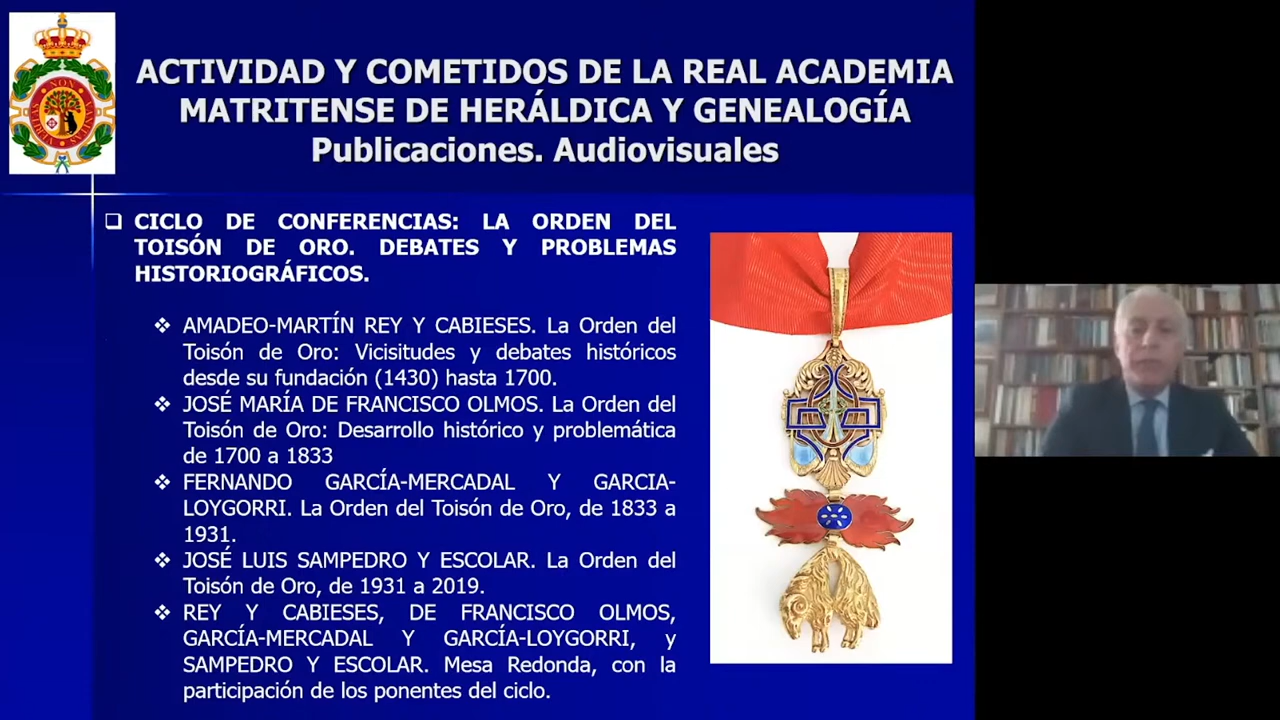 ACTIVIDAD Y COMETIDOS DE LA REAL ACADEMIA
MATRITENSE DE HERÁLDICA Y GENEALOGÍA
Publicaciones. Audiovisuales
CICLO DE CONFERENCIAS: LA ORDEN DEL
TOISÓN DE ORO. DEBATES Y PROBLEMAS
HISTORIOGRÁFICOS.
AMADEO-MARTÍN REY Y CABIESES. La Orden del
Toisón de Oro: Vicisitudes y debates históricos
desde su fundación (1430) hasta 1700.
JOSÉ MARÍA DE FRANCISCO OLMOS. La Orden del
Toisón de Oro: Desarrollo histórico y problemática
de 1700 a 1833
FERNANDO GARCÍA-MERCADAL Y GARCIA-
LOYGORRI. La Orden del Toisón de Oro, de 1833 a
1931.
JOSÉ LUIS SAMPEDRO Y ESCOLAR. La Orden del
Toisón de Oro, de 1931 a 2019.
REY Y CABIESES, DE FRANCISCO OLMOS,
GARCÍA-MERCADAL Y GARCÍA-LOYGORRI, y
SAMPEDRO Y ESCOLAR. Mesa Redonda, con la
participación de los ponentes del ciclo.